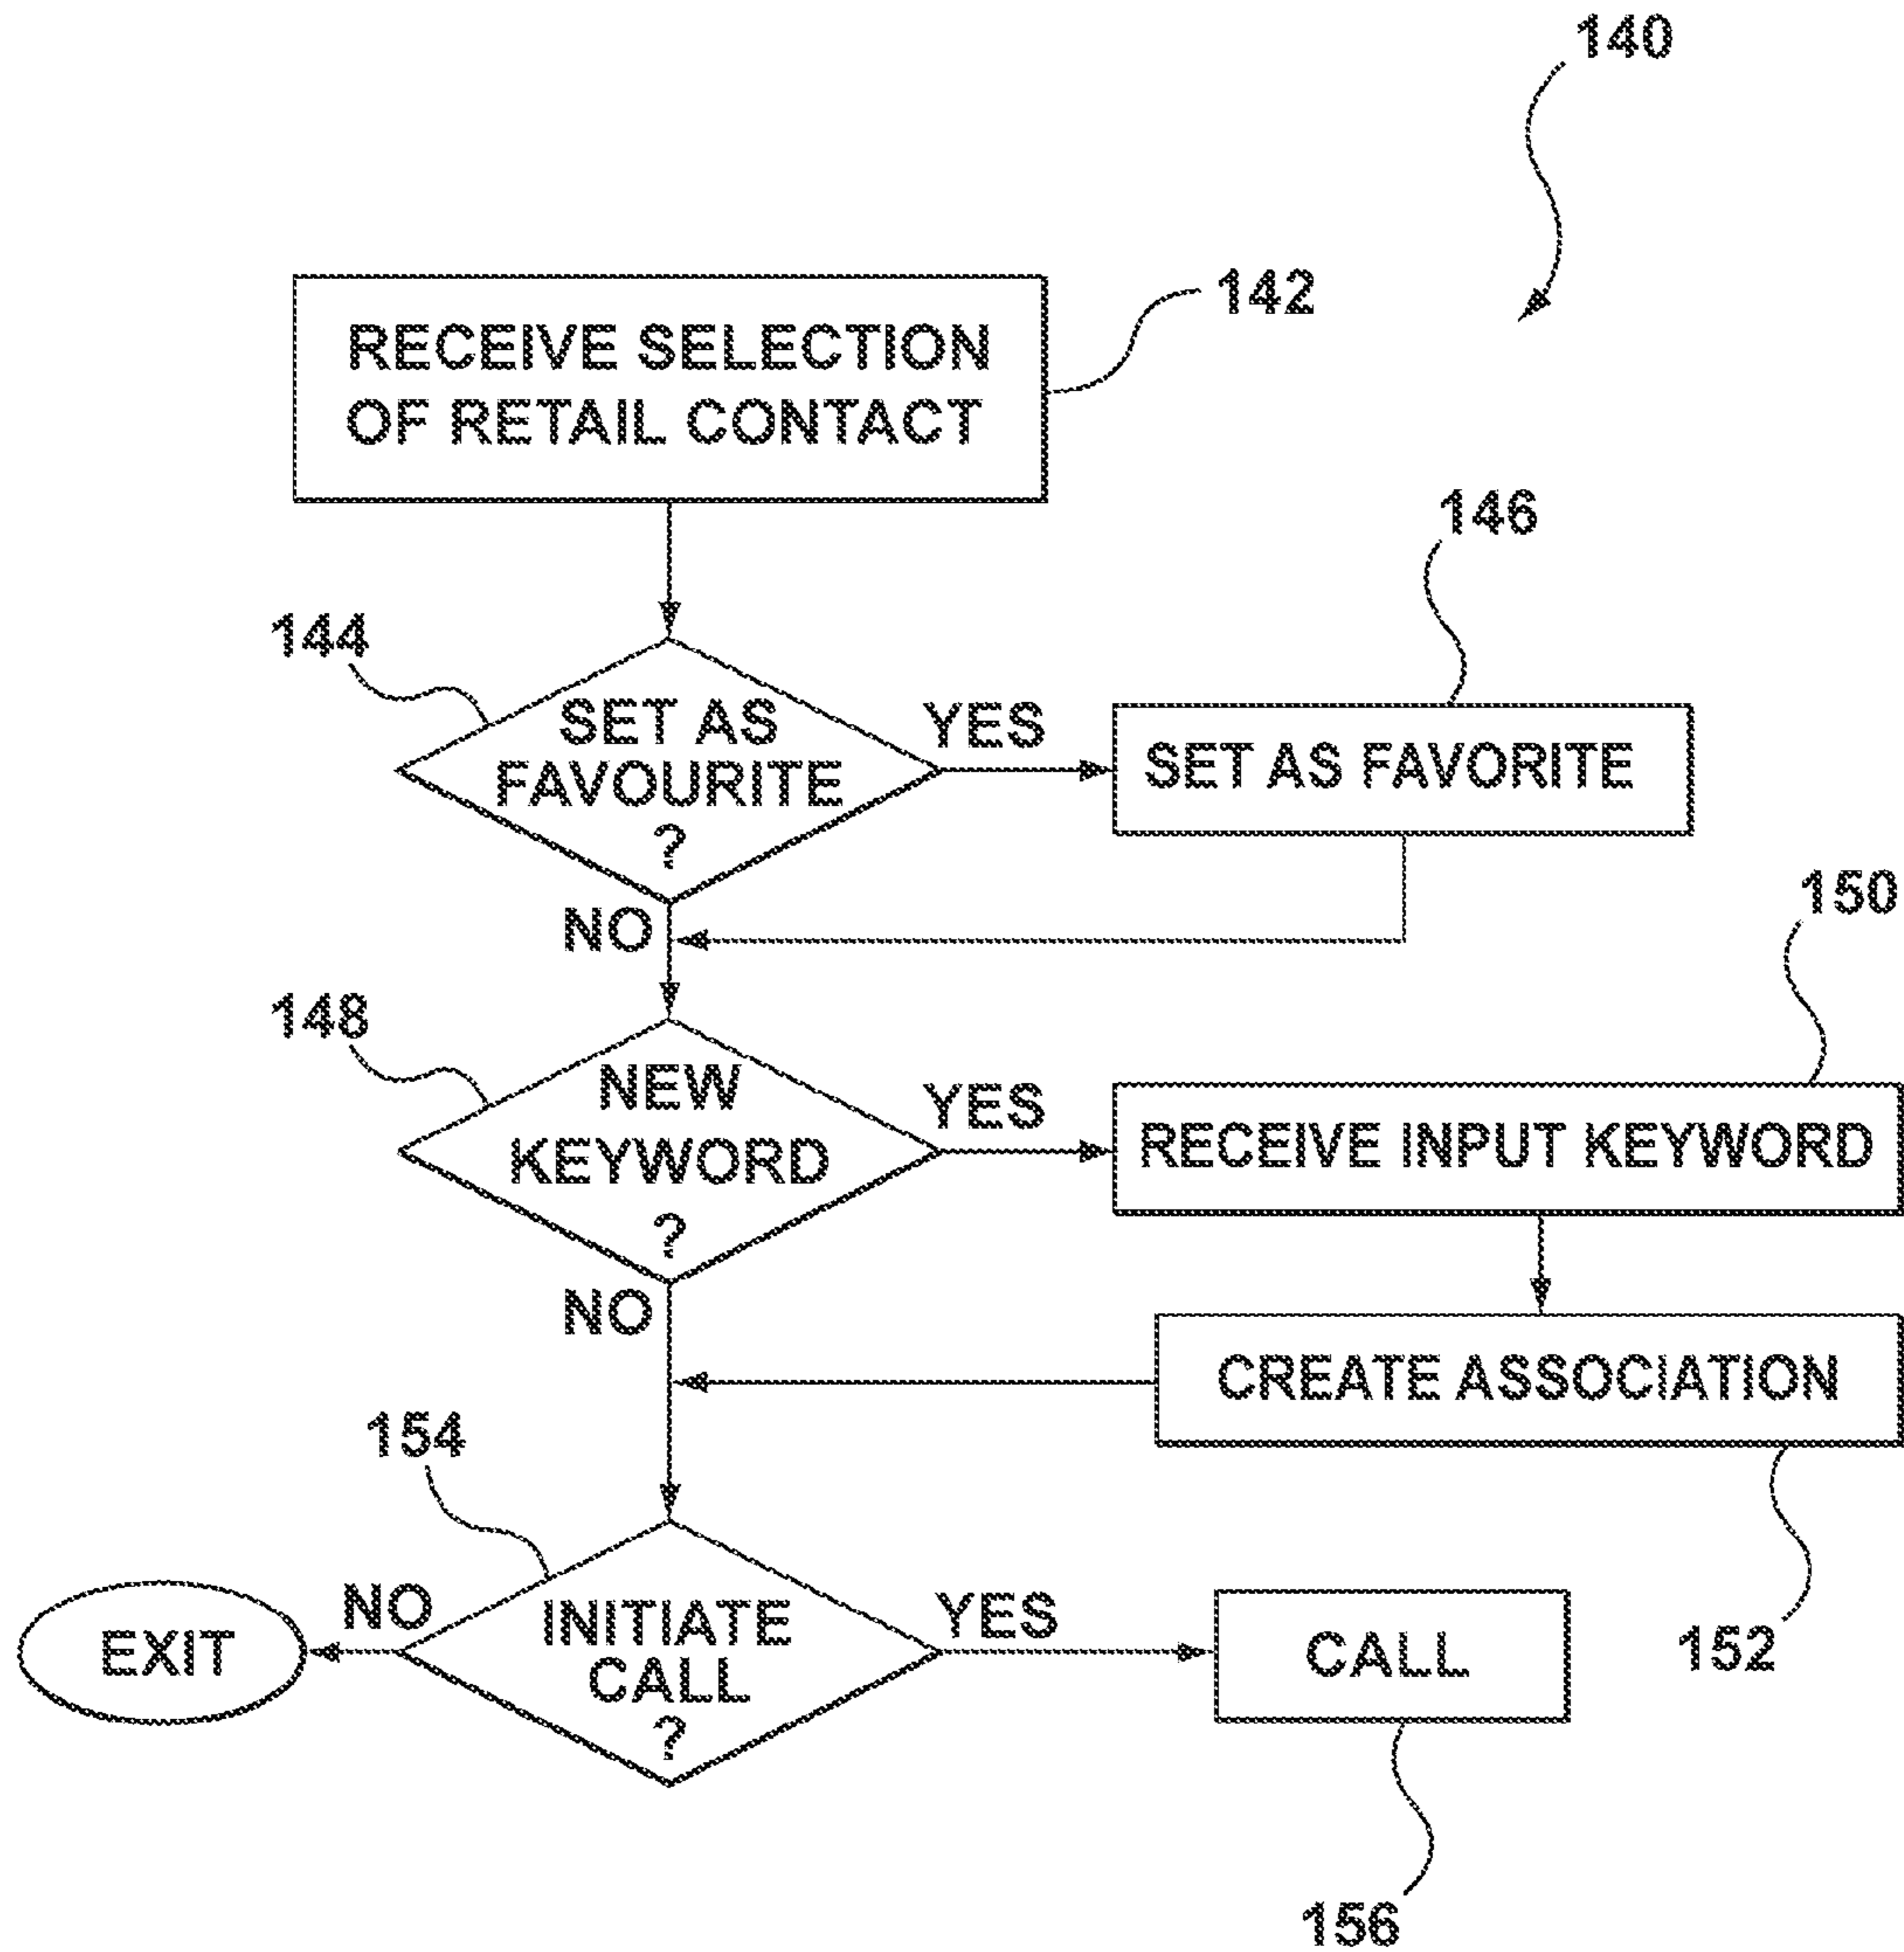 140
142
RECEIVE SELECTION
OF RETAIL CONTACT
146
144
SET AS
FAVOURITE
?
YES
SET AS FAVORITE
NO
150
148
NEW
KEYWORD
?
YES
RECEIVE INPUT KEYWORD
NO
CREATE ASSOCIATION
152
154
INITIATE
CALL
?
NO
EXIT
YES
CALL
156